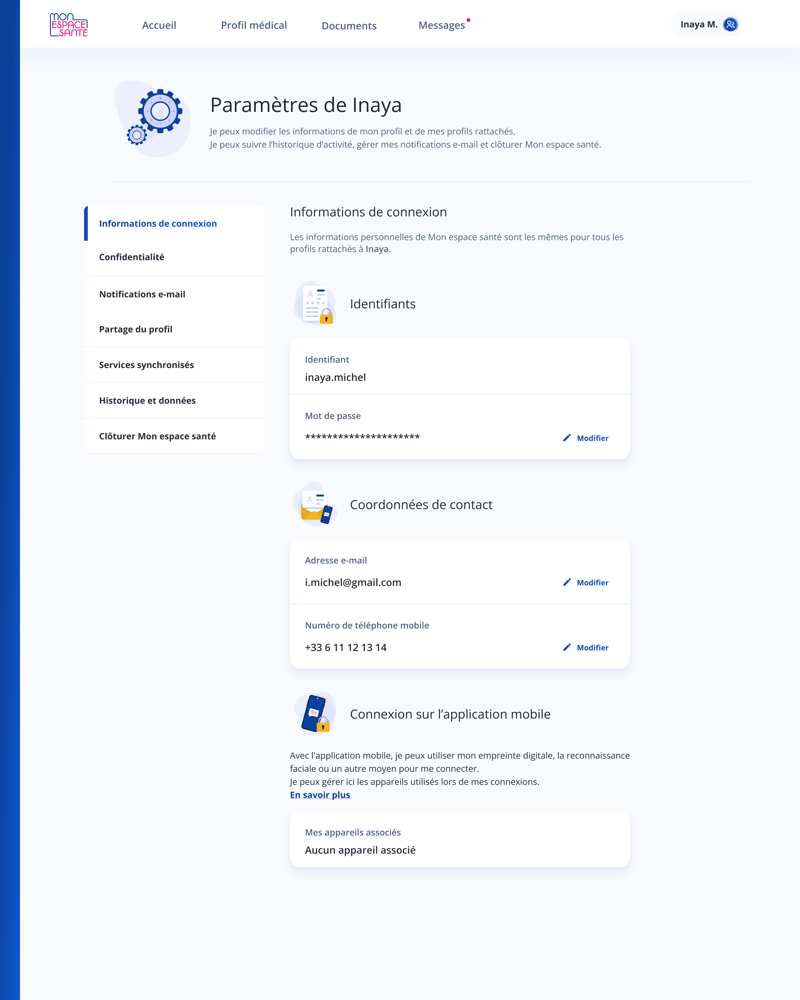 mon
ESPACE
SANTÉ
Accueil
Profil médical
Documents
Messages
Inaya M.
Paramètres de Inaya
Je peux modifier les informations de mon profil et de mes profils rattachés.
Je peux suivre l’historique d’activité, gérer mes notifications e-mail et clôturer Mon espace santé.
Informations de connexion
Confidentialité
Notifications e-mail
Partage du profil
Services synchronisés
Historique et données
Clôturer Mon espace santé
Informations de connexion
Les informations personnelles de Mon espace santé sont les mêmes pour tous les
profils rattachés à Inaya.
Identifiants
Identifiant
inaya.michel
Mot de passe
*********************
Modifier
Coordonnées de contact
Adresse e-mail
i.michel@gmail.com
Modifier
Numéro de téléphone mobile
+33 6 11 12 13 14
Modifier
Connexion sur l’application mobile
Avec l'application mobile, je peux utiliser mon empreinte digitale, la reconnaissance
faciale ou un autre moyen pour me connecter.
Je peux gérer ici les appareils utilisés lors de mes connexions.
En savoir plus
Mes appareils associés
Aucun appareil associé